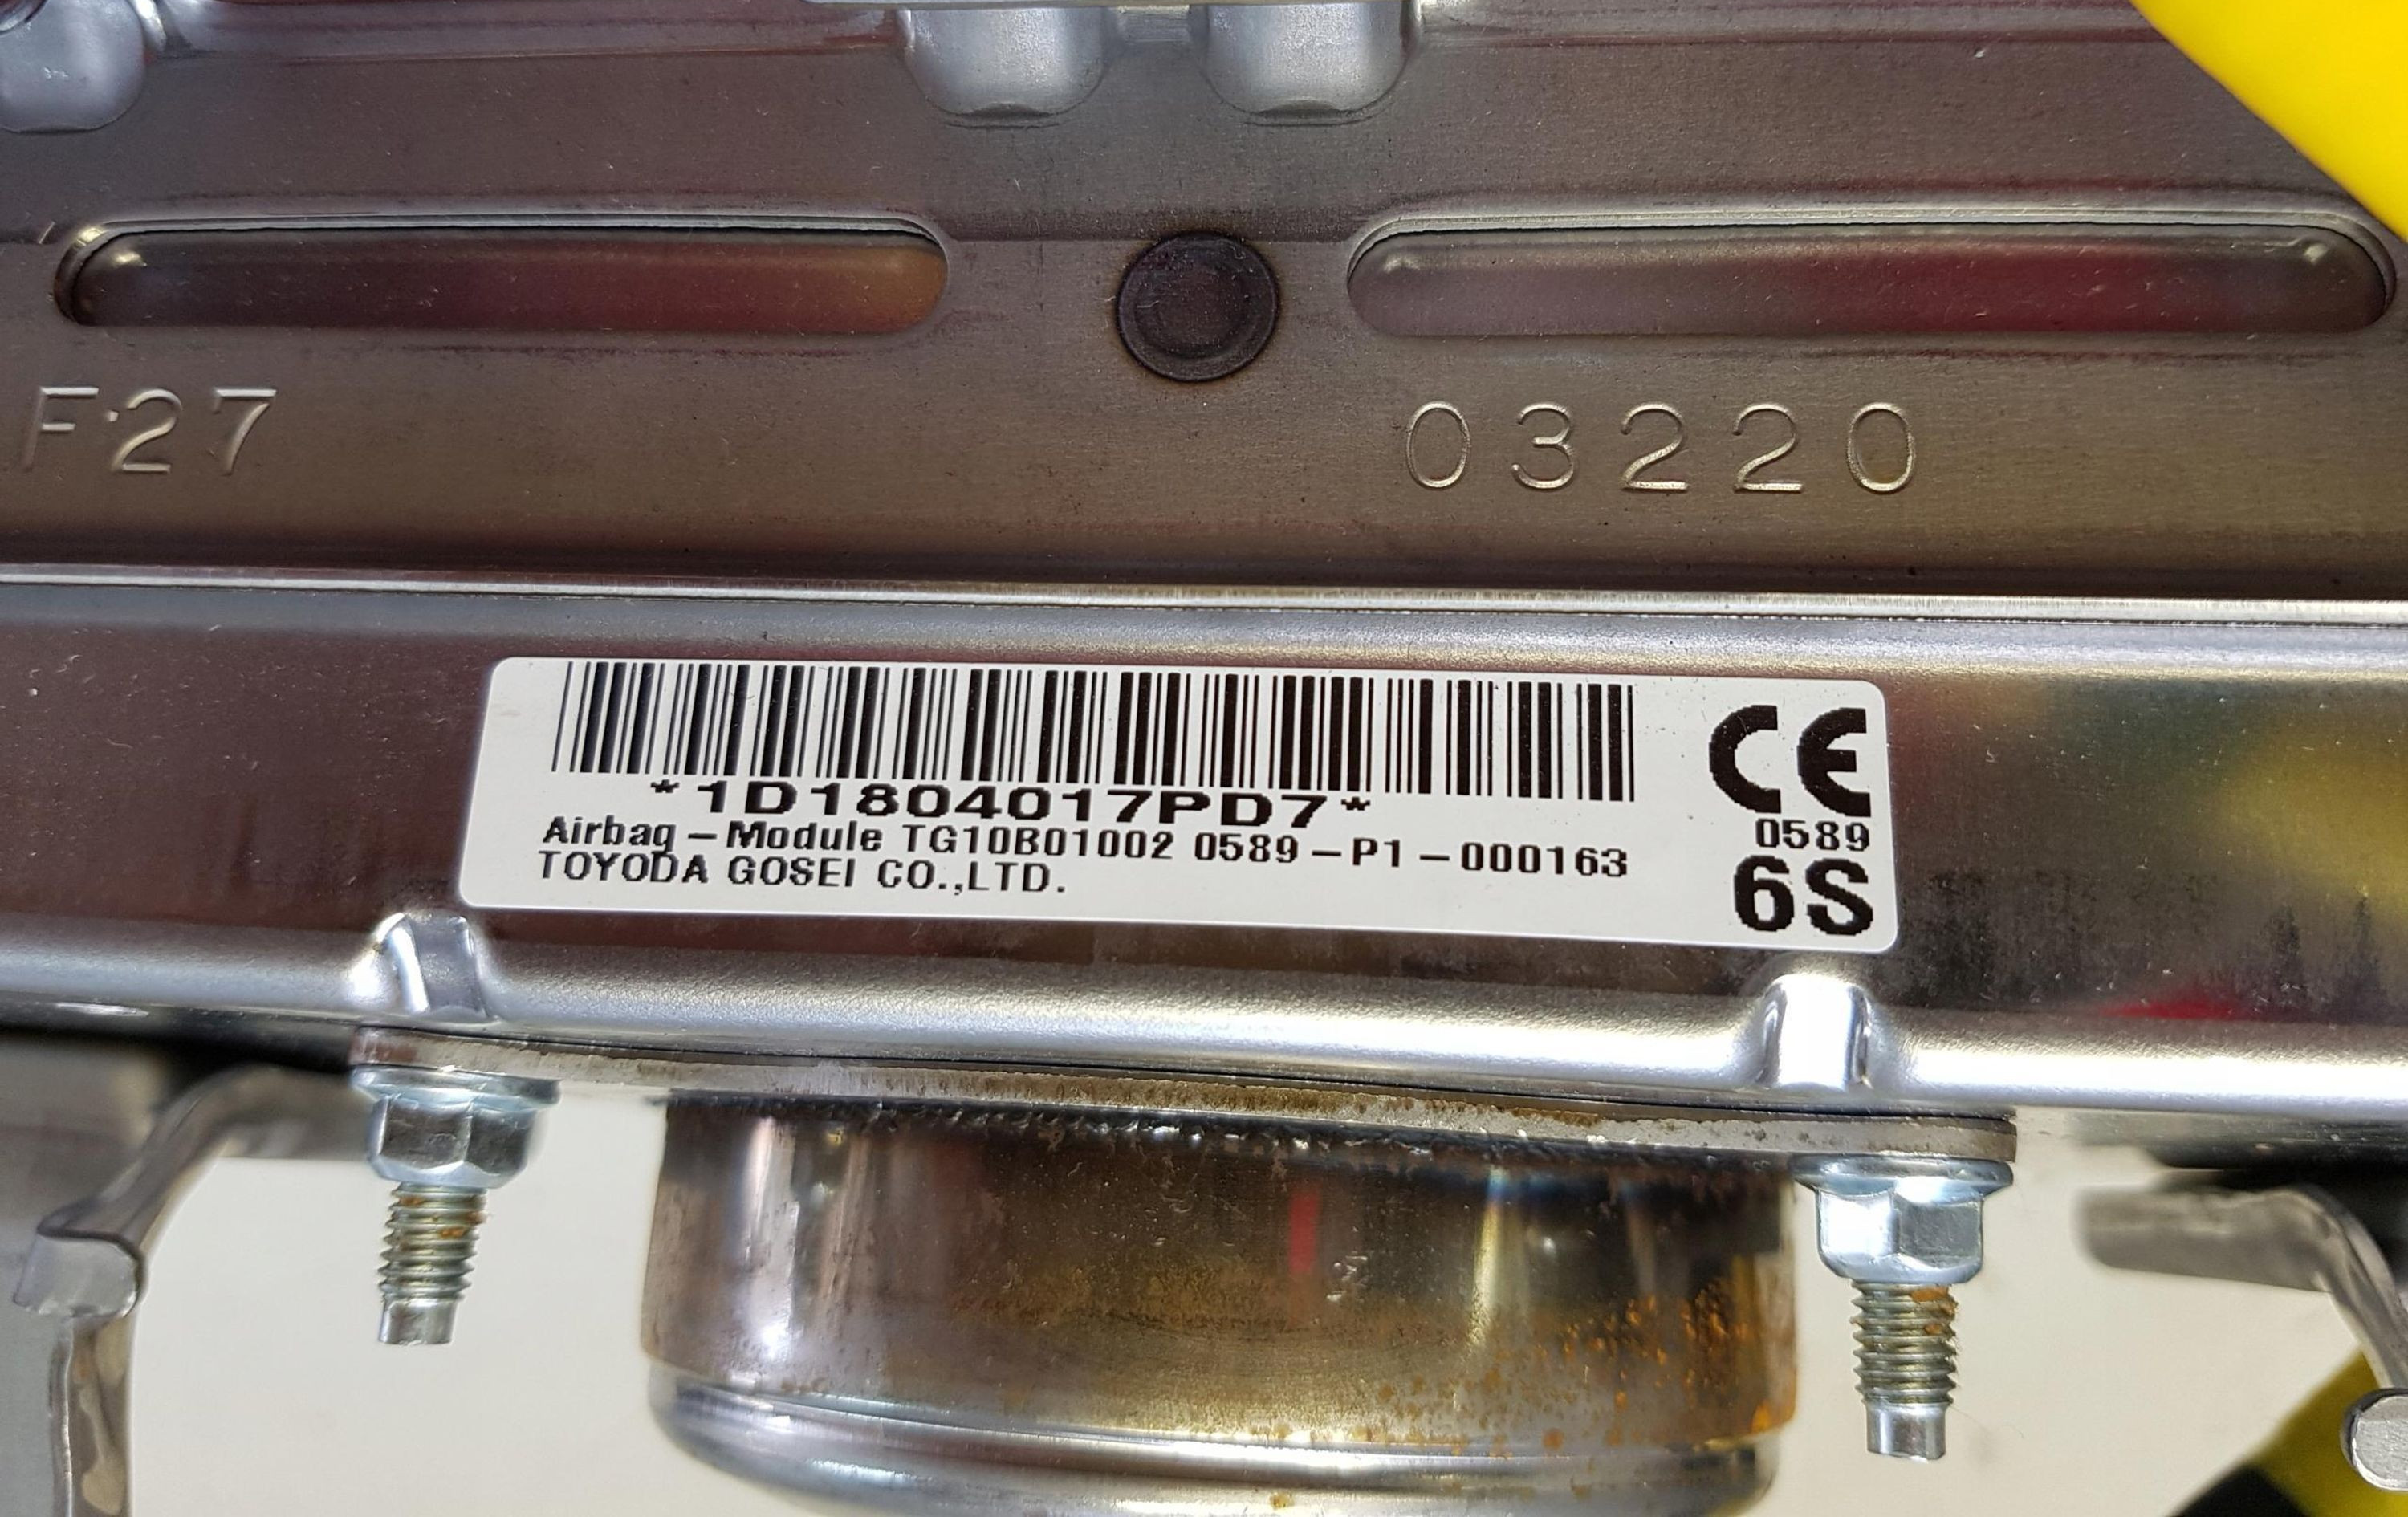 F27
03220
*1D1804017PD7*
Airbag-Module TG10B01002 0589-P1-000163
TOYODA GOSEI CO.,LTD.
CE
0589
6S